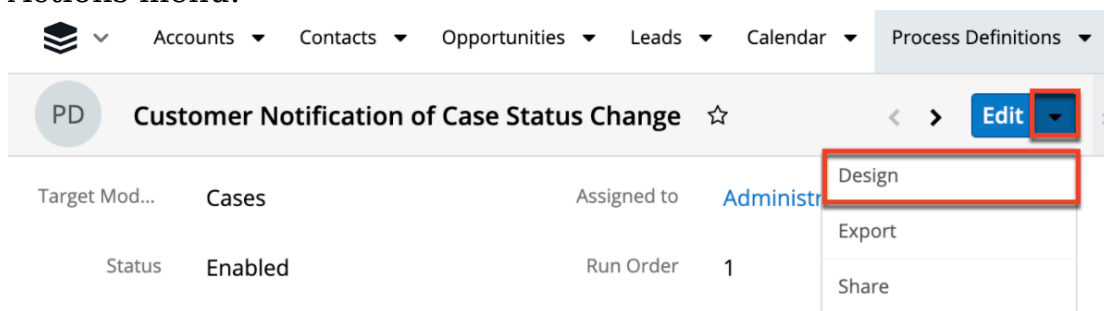 Actions menu.
Accounts Contacts Opportunities Leads Calendar Process Definitions
PD Customer Notification of Case Status Change Edit
Target Mod... Cases Assigned to Administr
Design
Export
Status Enabled Run Order 1
Share